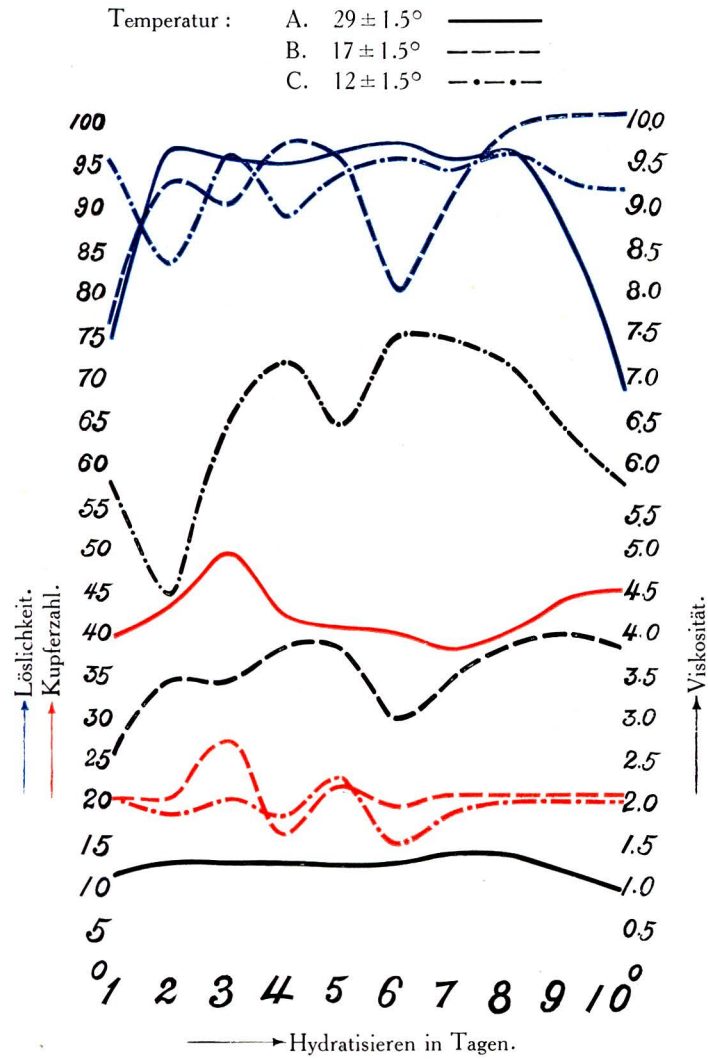 Temperatur : A. 29 ± 1.5°
B. 17 ± 1.5°
C. 12 ± 1.5°
100 10.0
95 9.5
90 9.0
85 8.5
80 8.0
75 7.5
70 7.0
65 6.5
60 6.0
55 5.5
50 5.0
45 4.5
40 4.0
35 3.5
30 3.0
25 2.5
20 2.0
15 1.5
10 1.0
5 0.5
0 0
Löslichkeit.
Kupferzahl.
Viskosität.
1 2 3 4 5 6 7 8 9 10
Hydratisieren in Tagen.